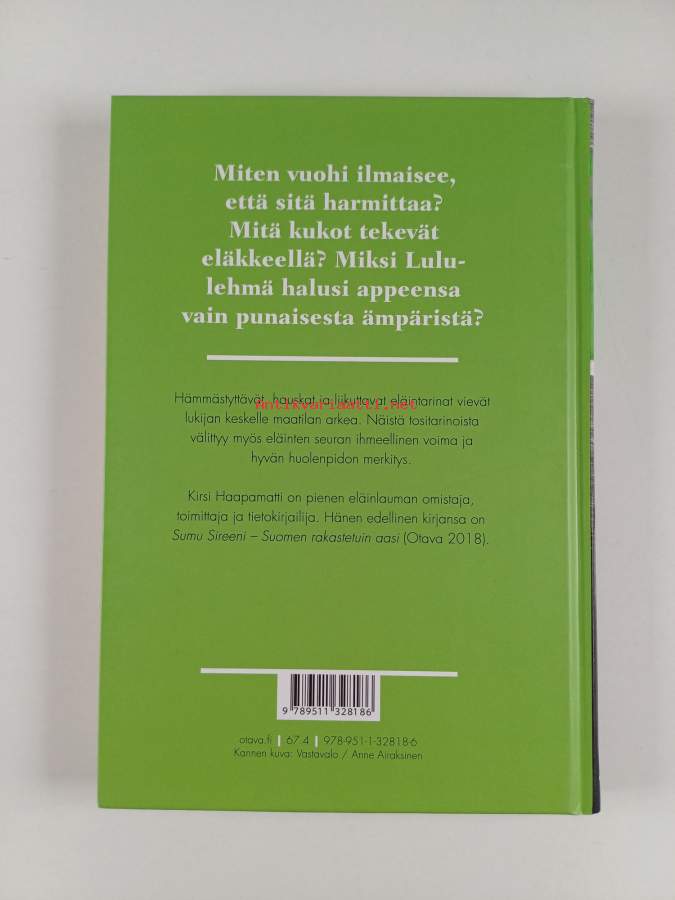 Miten vuohi ilmaisee,
että sitä harmittaa?
Mitä kukot tekevät
eläkkeellä? Miksi Lulu-
lehmä halusi appeensa
vain punaisesta ämpäristä?
Hämmästyttävät, hauskat ja liikuttavat eläintarinat vievät
Antikvariaatti.net
lukijan keskelle maatilan arkea. Näistä tositarinoista
välittyy myös eläinten seuran ihmeellinen voima ja
hyvän huolenpidon merkitys.
Kirsi Haapamatti on pienen eläinlauman omistaja,
toimittaja ja tietokirjailija. Hänen edellinen kirjansa on
Sumu Sireeni – Suomen rakastetuin aasi (Otava 2018).
9 789511 328186
otava.fi | 67.4 | 978-951-1-32818-6
Kannen kuva: Vastavalo / Anne Airaksinen